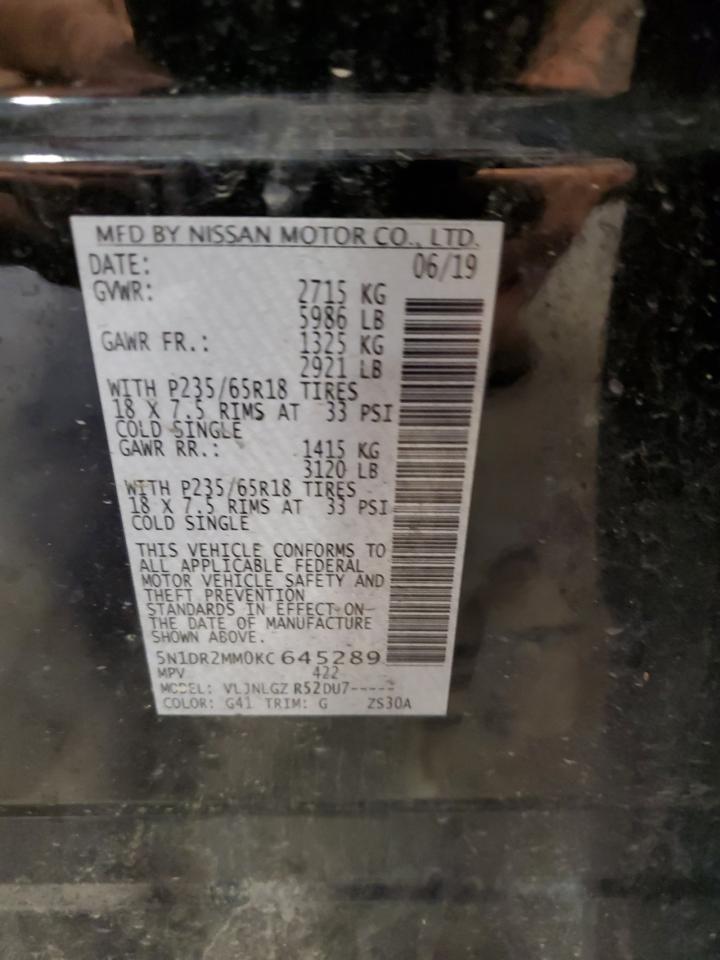 MFD BY NISSAN MOTOR CO., LTD.
DATE: 06/19
GVWR: 2715 KG
5986 LB
GAWR FR.: 1325 KG
2921 LB
WITH P235/65R18 TIRES
18 X 7.5 RIMS AT 33 PSI
COLD SINGLE
GAWR RR.: 1415 KG
3120 LB
WITH P235/65R18 TIRES
18 X 7.5 RIMS AT 33 PSI
COLD SINGLE
THIS VEHICLE CONFORMS TO
ALL APPLICABLE FEDERAL
MOTOR VEHICLE SAFETY AND
THEFT PREVENTION
STANDARDS IN EFFECT ON
THE DATE OF MANUFACTURE
SHOWN ABOVE.
5N1DR2MM0KC645289
MPV 422
MODEL: VLJNLGZ R52DU7-----
COLOR: G41 TRIM: G ZS30A